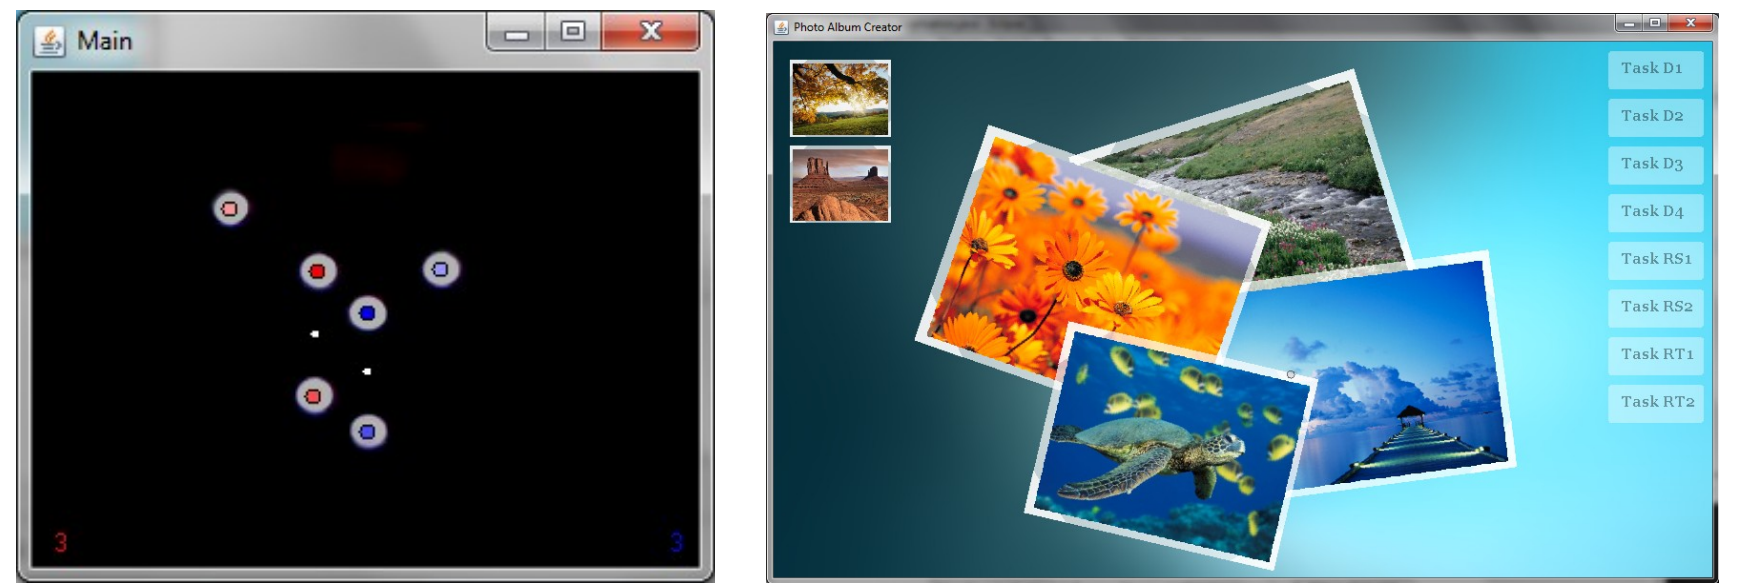 Main
3
3
Photo Album Creator
Task D1
Task D2
Task D3
Task D4
Task RS1
Task RS2
Task RT1
Task RT2